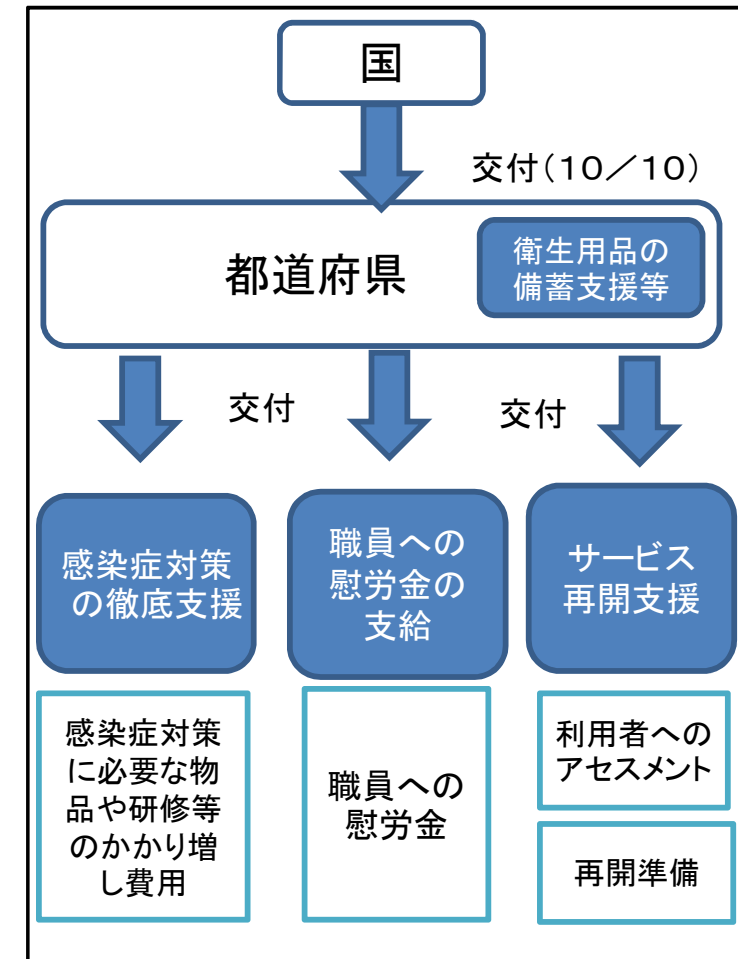 国
交付（１０／１０）
都道府県
衛生用品の
備蓄支援等
交付
交付
感染症対策
の徹底支援
職員への
慰労金の
支給
サービス
再開支援
感染症対策
に必要な物
品や研修等
のかかり増
し費用
職員への
慰労金
利用者への
アセスメント
再開準備